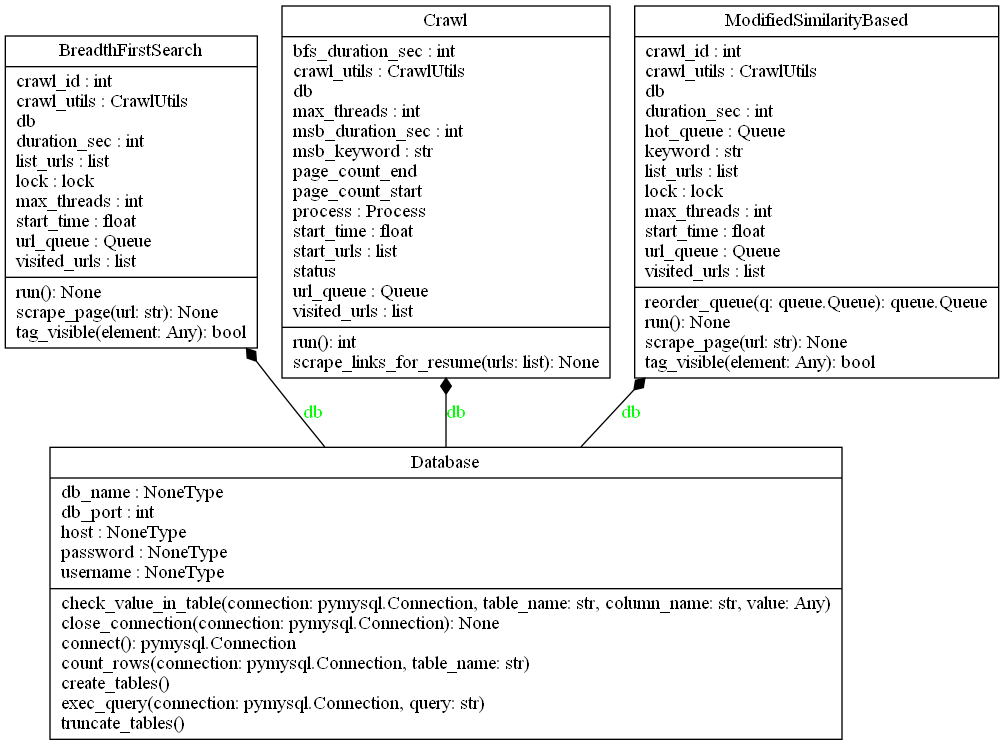 BreadthFirstSearch
crawl_id : int
crawl_utils : CrawlUtils
db
duration_sec : int
list_urls : list
lock : lock
max_threads : int
start_time : float
url_queue : Queue
visited_urls : list
run(): None
scrape_page(url: str): None
tag_visible(element: Any): bool
Crawl
bfs_duration_sec : int
crawl_utils : CrawlUtils
db
max_threads : int
msb_duration_sec : int
msb_keyword : str
page_count_end
page_count_start
process : Process
start_time : float
start_urls : list
status
url_queue : Queue
visited_urls : list
run(): int
scrape_links_for_resume(urls: list): None
ModifiedSimilarityBased
crawl_id : int
crawl_utils : CrawlUtils
db
duration_sec : int
hot_queue : Queue
keyword : str
list_urls : list
lock : lock
max_threads : int
start_time : float
url_queue : Queue
visited_urls : list
reorder_queue(q: queue.Queue): queue.Queue
run(): None
scrape_page(url: str): None
tag_visible(element: Any): bool
db
db
db
Database
db_name : NoneType
db_port : int
host : NoneType
password : NoneType
username : NoneType
check_value_in_table(connection: pymysql.Connection, table_name: str, column_name: str, value: Any)
close_connection(connection: pymysql.Connection): None
connect(): pymysql.Connection
count_rows(connection: pymysql.Connection, table_name: str)
create_tables()
exec_query(connection: pymysql.Connection, query: str)
truncate_tables()